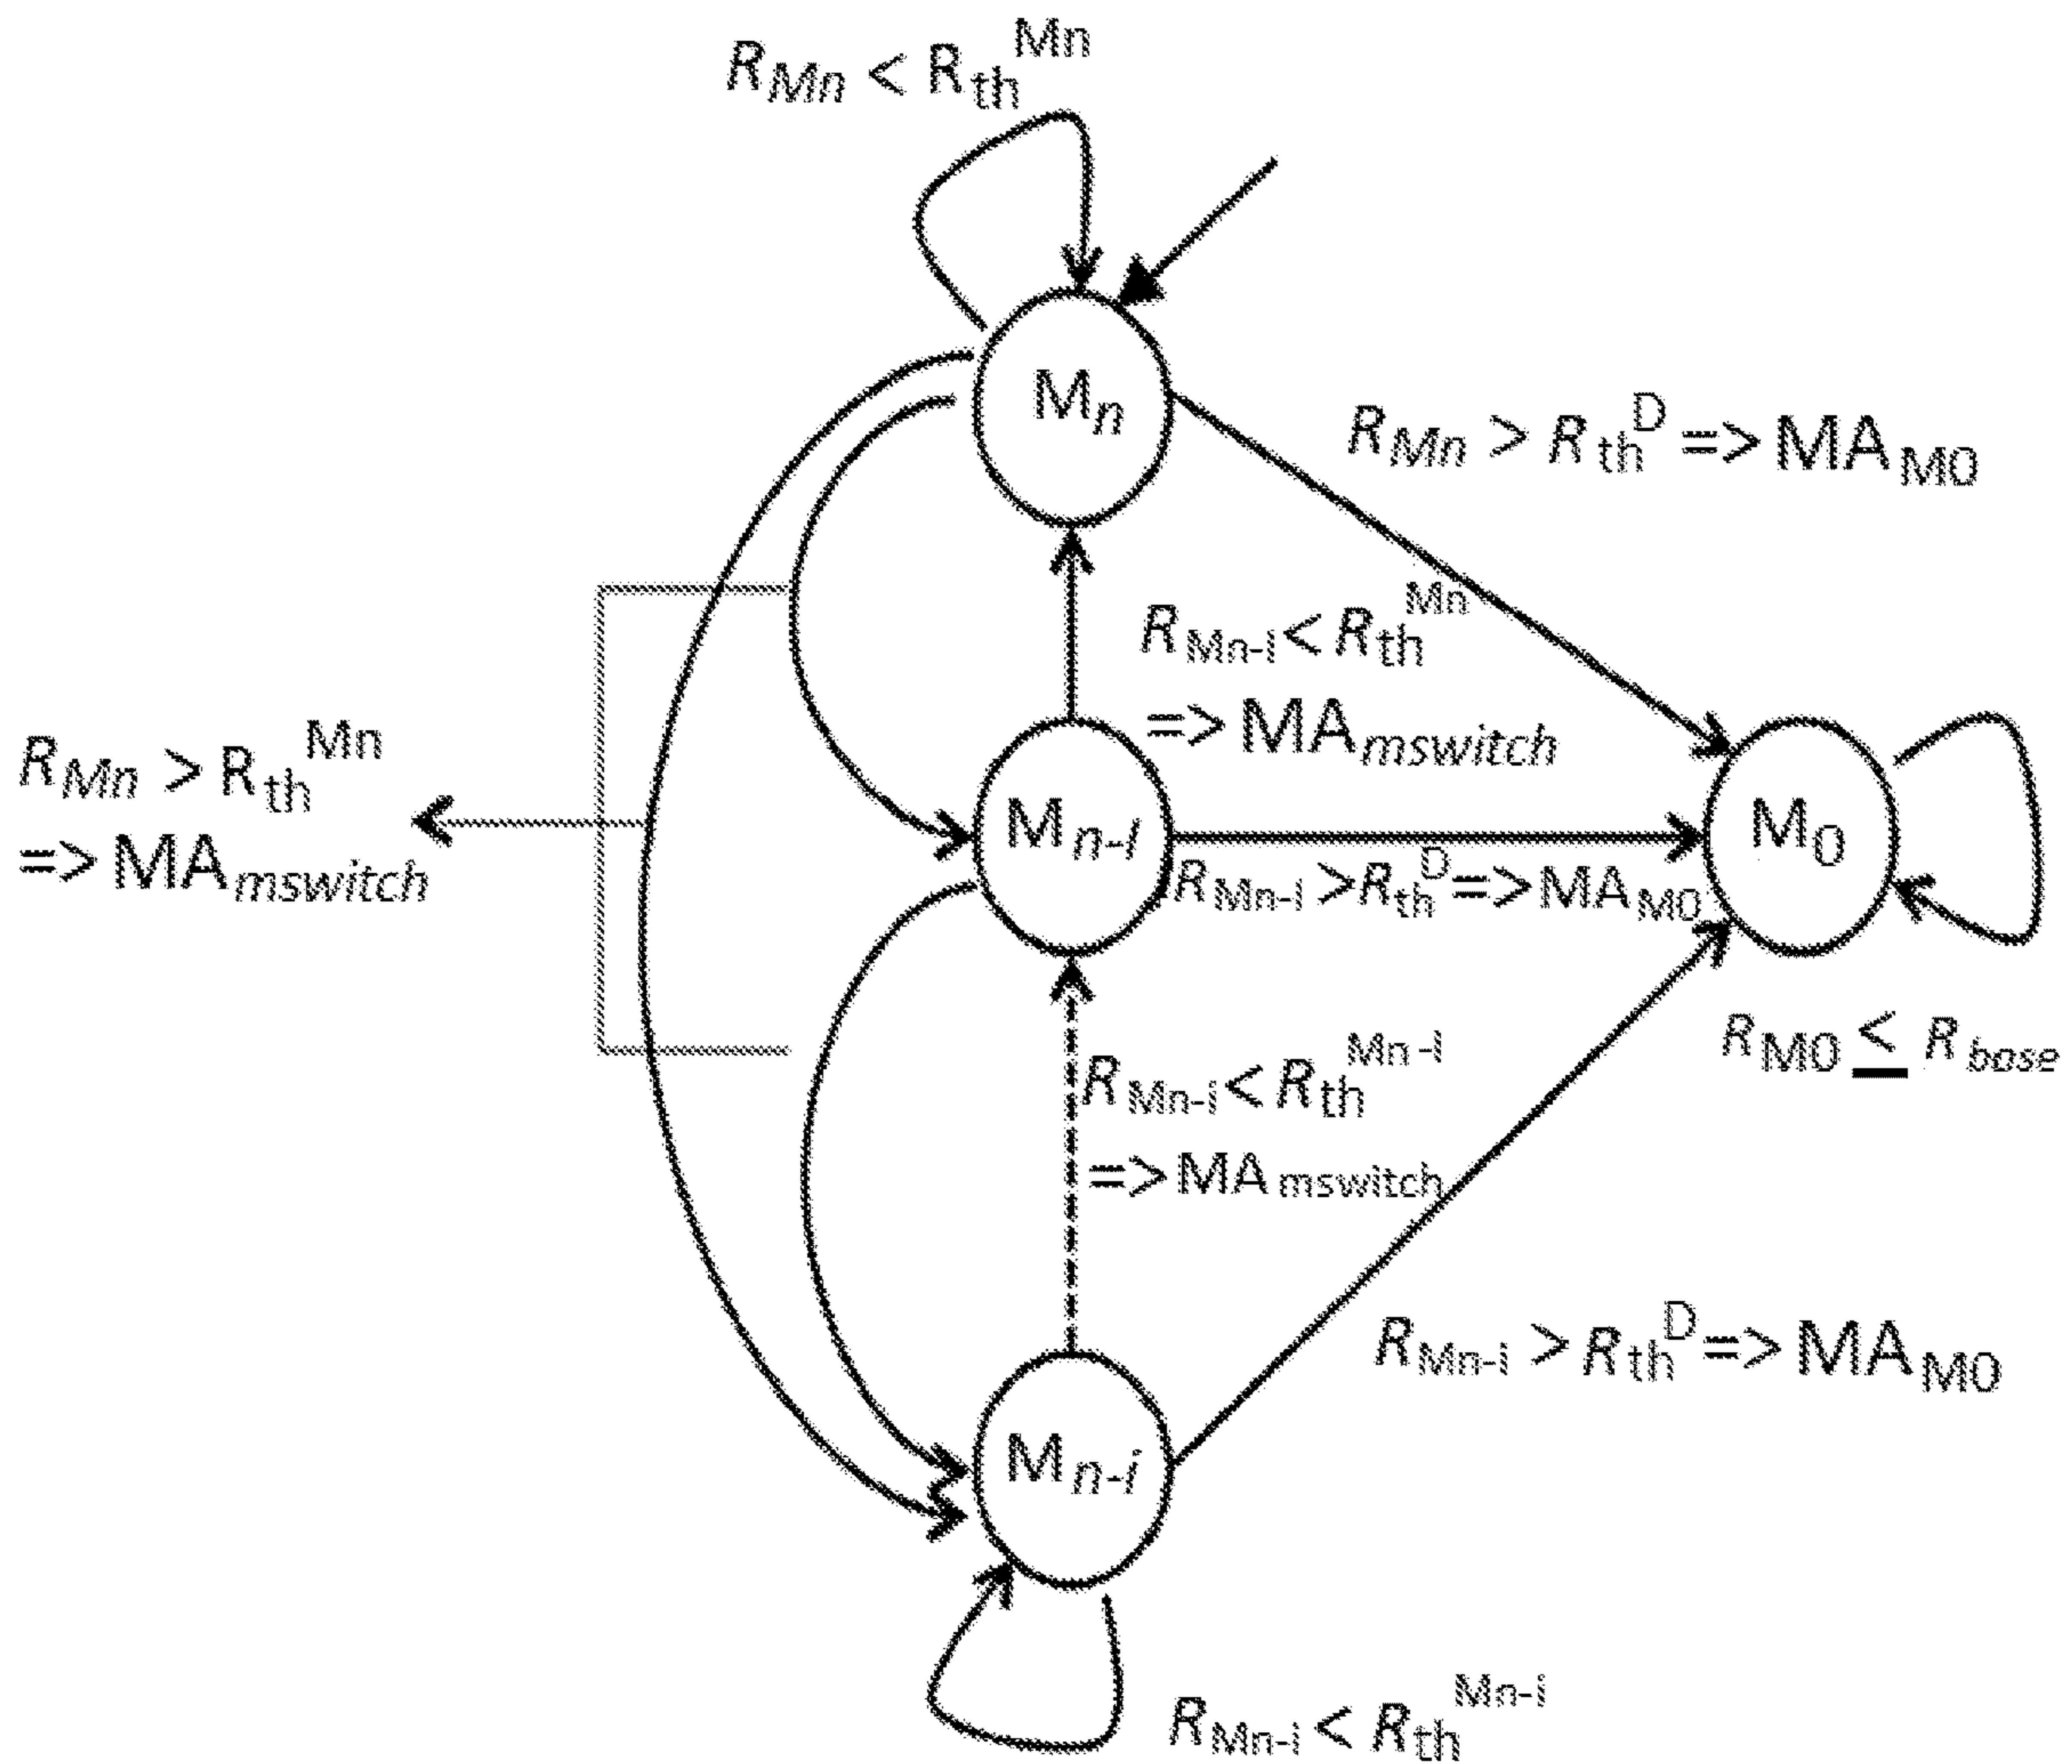 R_Mn < R_th^Mn
M_n
R_Mn > R_th^D => MA_M0
R_Mn-I < R_th^Mn
=> MA_mswitch
R_Mn > R_th^Mn
=> MA_mswitch
M_n-I
M_0
R_Mn-I > R_th^D => MA_M0
R_M0 ≤ R_base
R_Mn-i < R_th^Mn-I
=> MA_mswitch
R_Mn-I > R_th^D => MA_M0
M_n-i
R_Mn-i < R_th^Mn-i